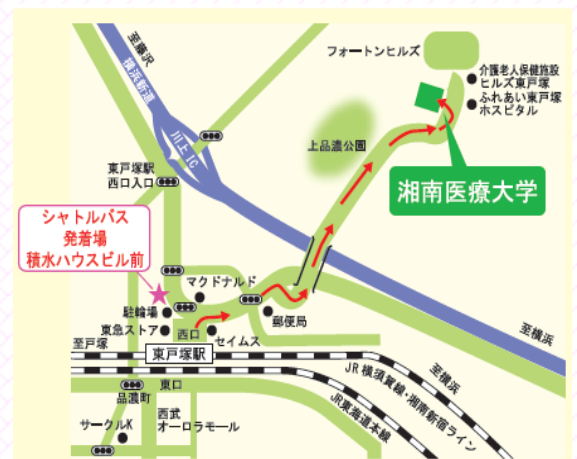 至藤沢
横浜新道
川上IC
フォートンヒルズ
介護老人保健施設
ヒルズ東戸塚
ふれあい東戸塚
ホスピタル
上品濃公園
湘南医療大学
東戸塚駅
西口入口
シャトルバス
発着場
積水ハウスビル前
マクドナルド
駐輪場
東急ストア
西口
セイムス
郵便局
至横浜
至戸塚
東戸塚駅
東口
品濃町
西武
オーロラモール
サークルK
至横浜
JR横須賀線・湘南新宿ライン
JR東海道本線